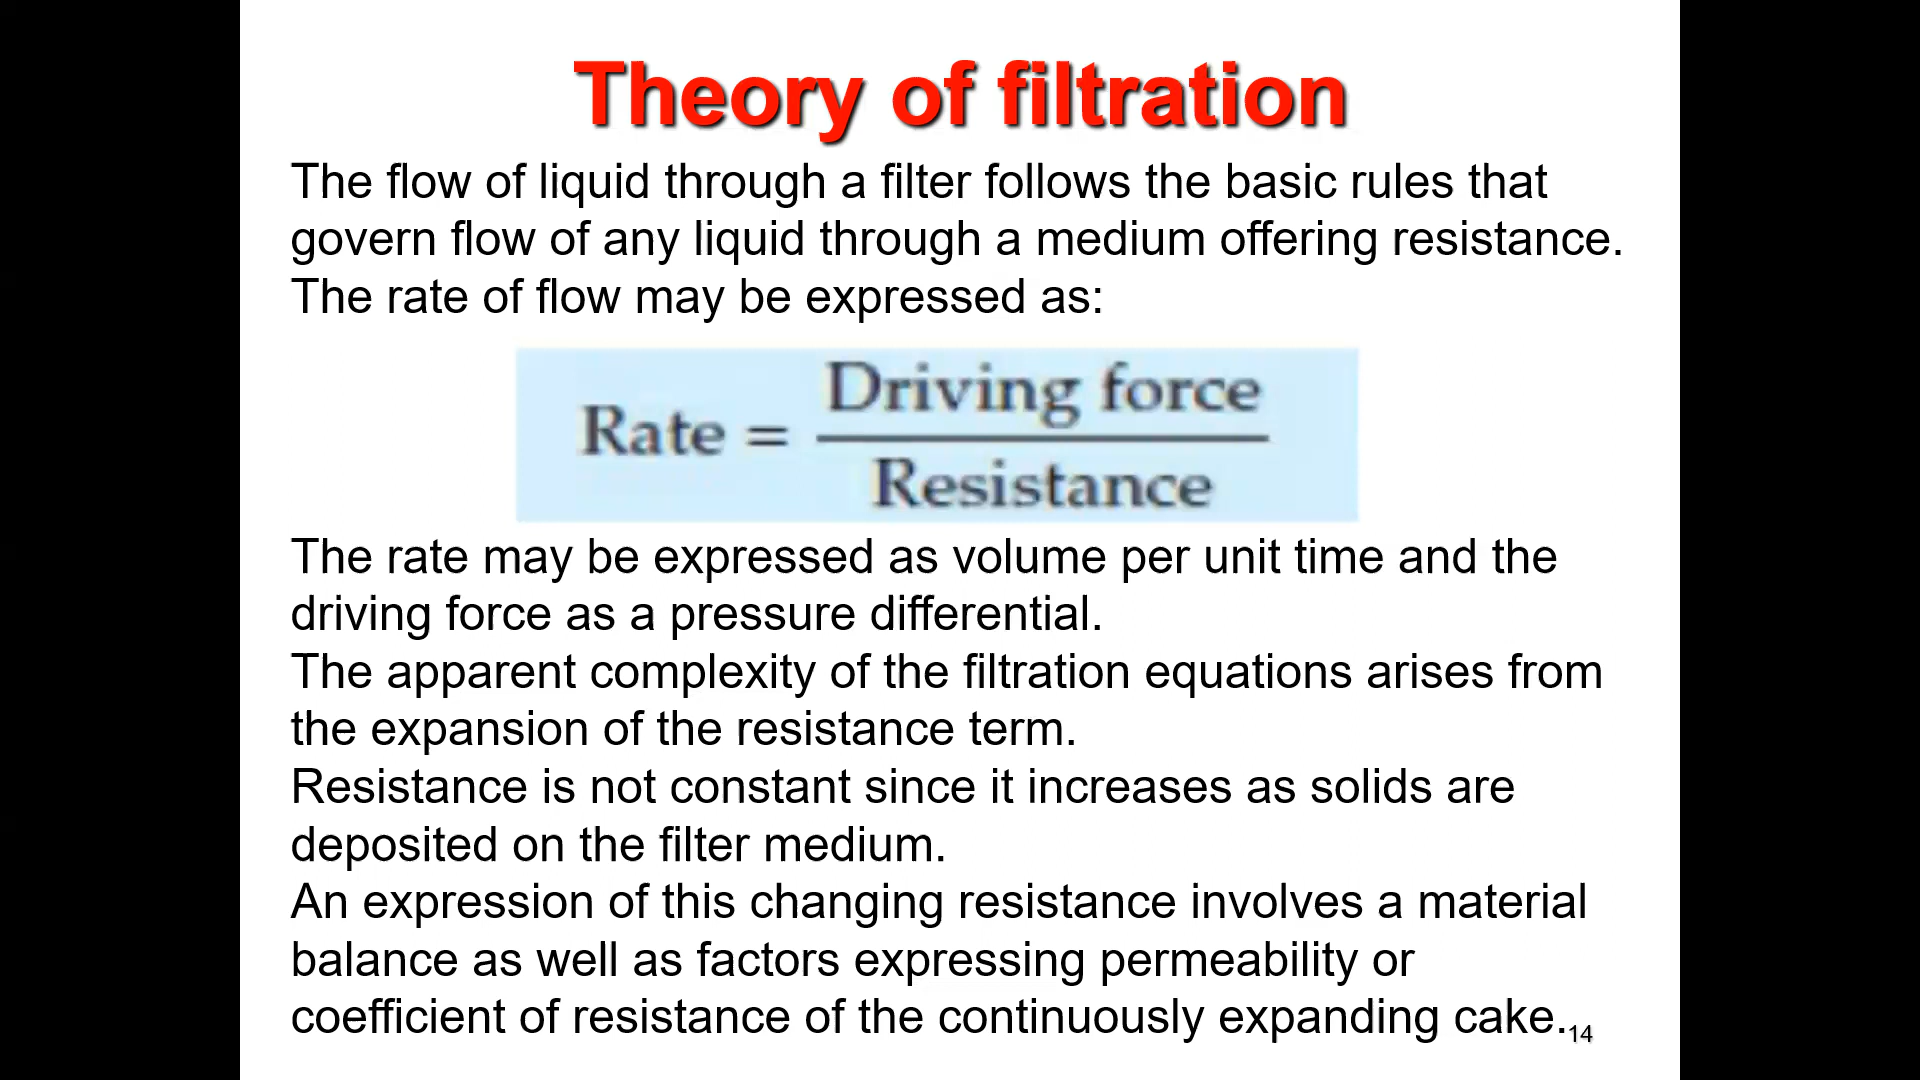 Theory of filtration
The flow of liquid through a filter follows the basic rules that
govern flow of any liquid through a medium offering resistance.
The rate of flow may be expressed as:
Rate = Driving force / Resistance
The rate may be expressed as volume per unit time and the
driving force as a pressure differential.
The apparent complexity of the filtration equations arises from
the expansion of the resistance term.
Resistance is not constant since it increases as solids are
deposited on the filter medium.
An expression of this changing resistance involves a material
balance as well as factors expressing permeability or
coefficient of resistance of the continuously expanding cake.
14